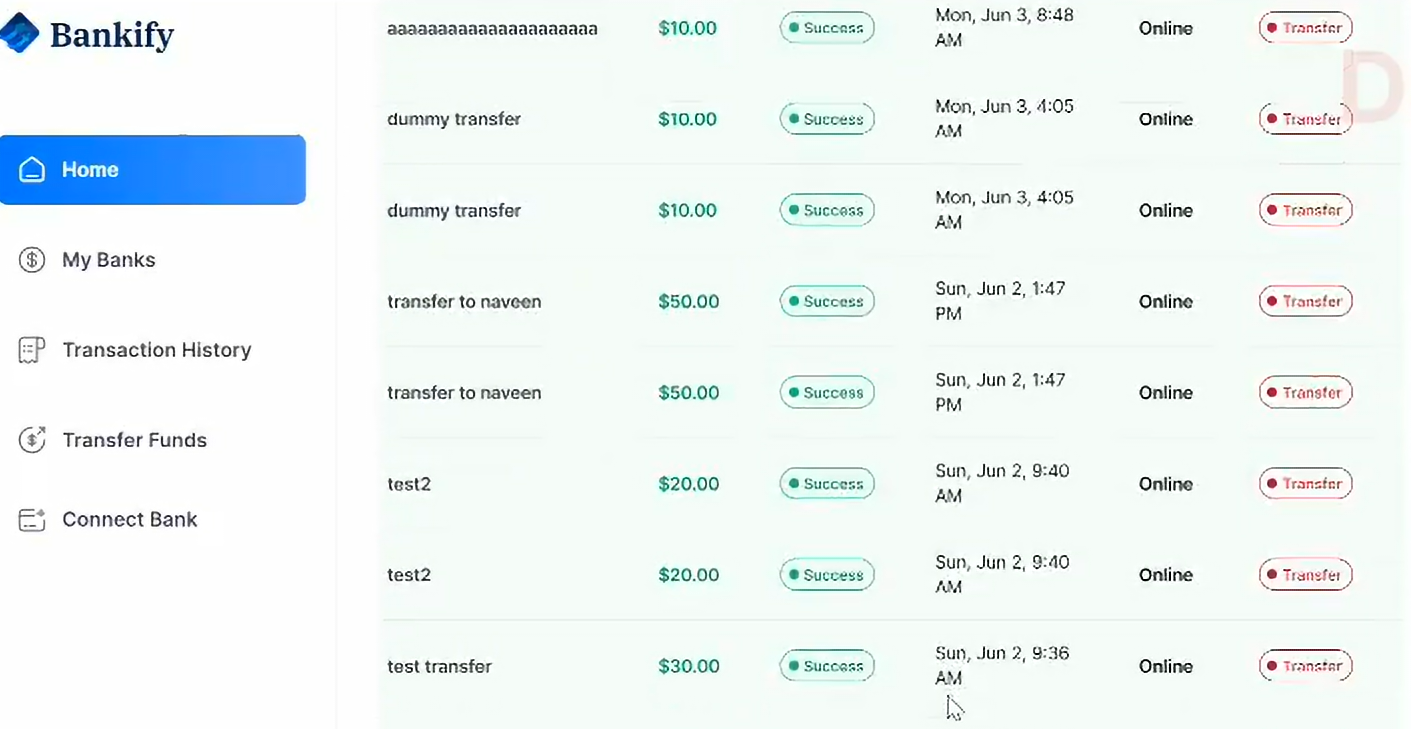 Bankify
Home
My Banks
Transaction History
Transfer Funds
Connect Bank
aaaaaaaaaaaaaaaaaaaaa $10.00 Success Mon, Jun 3, 8:48 AM Online Transfer
dummy transfer $10.00 Success Mon, Jun 3, 4:05 AM Online Transfer
dummy transfer $10.00 Success Mon, Jun 3, 4:05 AM Online Transfer
transfer to naveen $50.00 Success Sun, Jun 2, 1:47 PM Online Transfer
transfer to naveen $50.00 Success Sun, Jun 2, 1:47 PM Online Transfer
test2 $20.00 Success Sun, Jun 2, 9:40 AM Online Transfer
test2 $20.00 Success Sun, Jun 2, 9:40 AM Online Transfer
test transfer $30.00 Success Sun, Jun 2, 9:36 AM Online Transfer
D